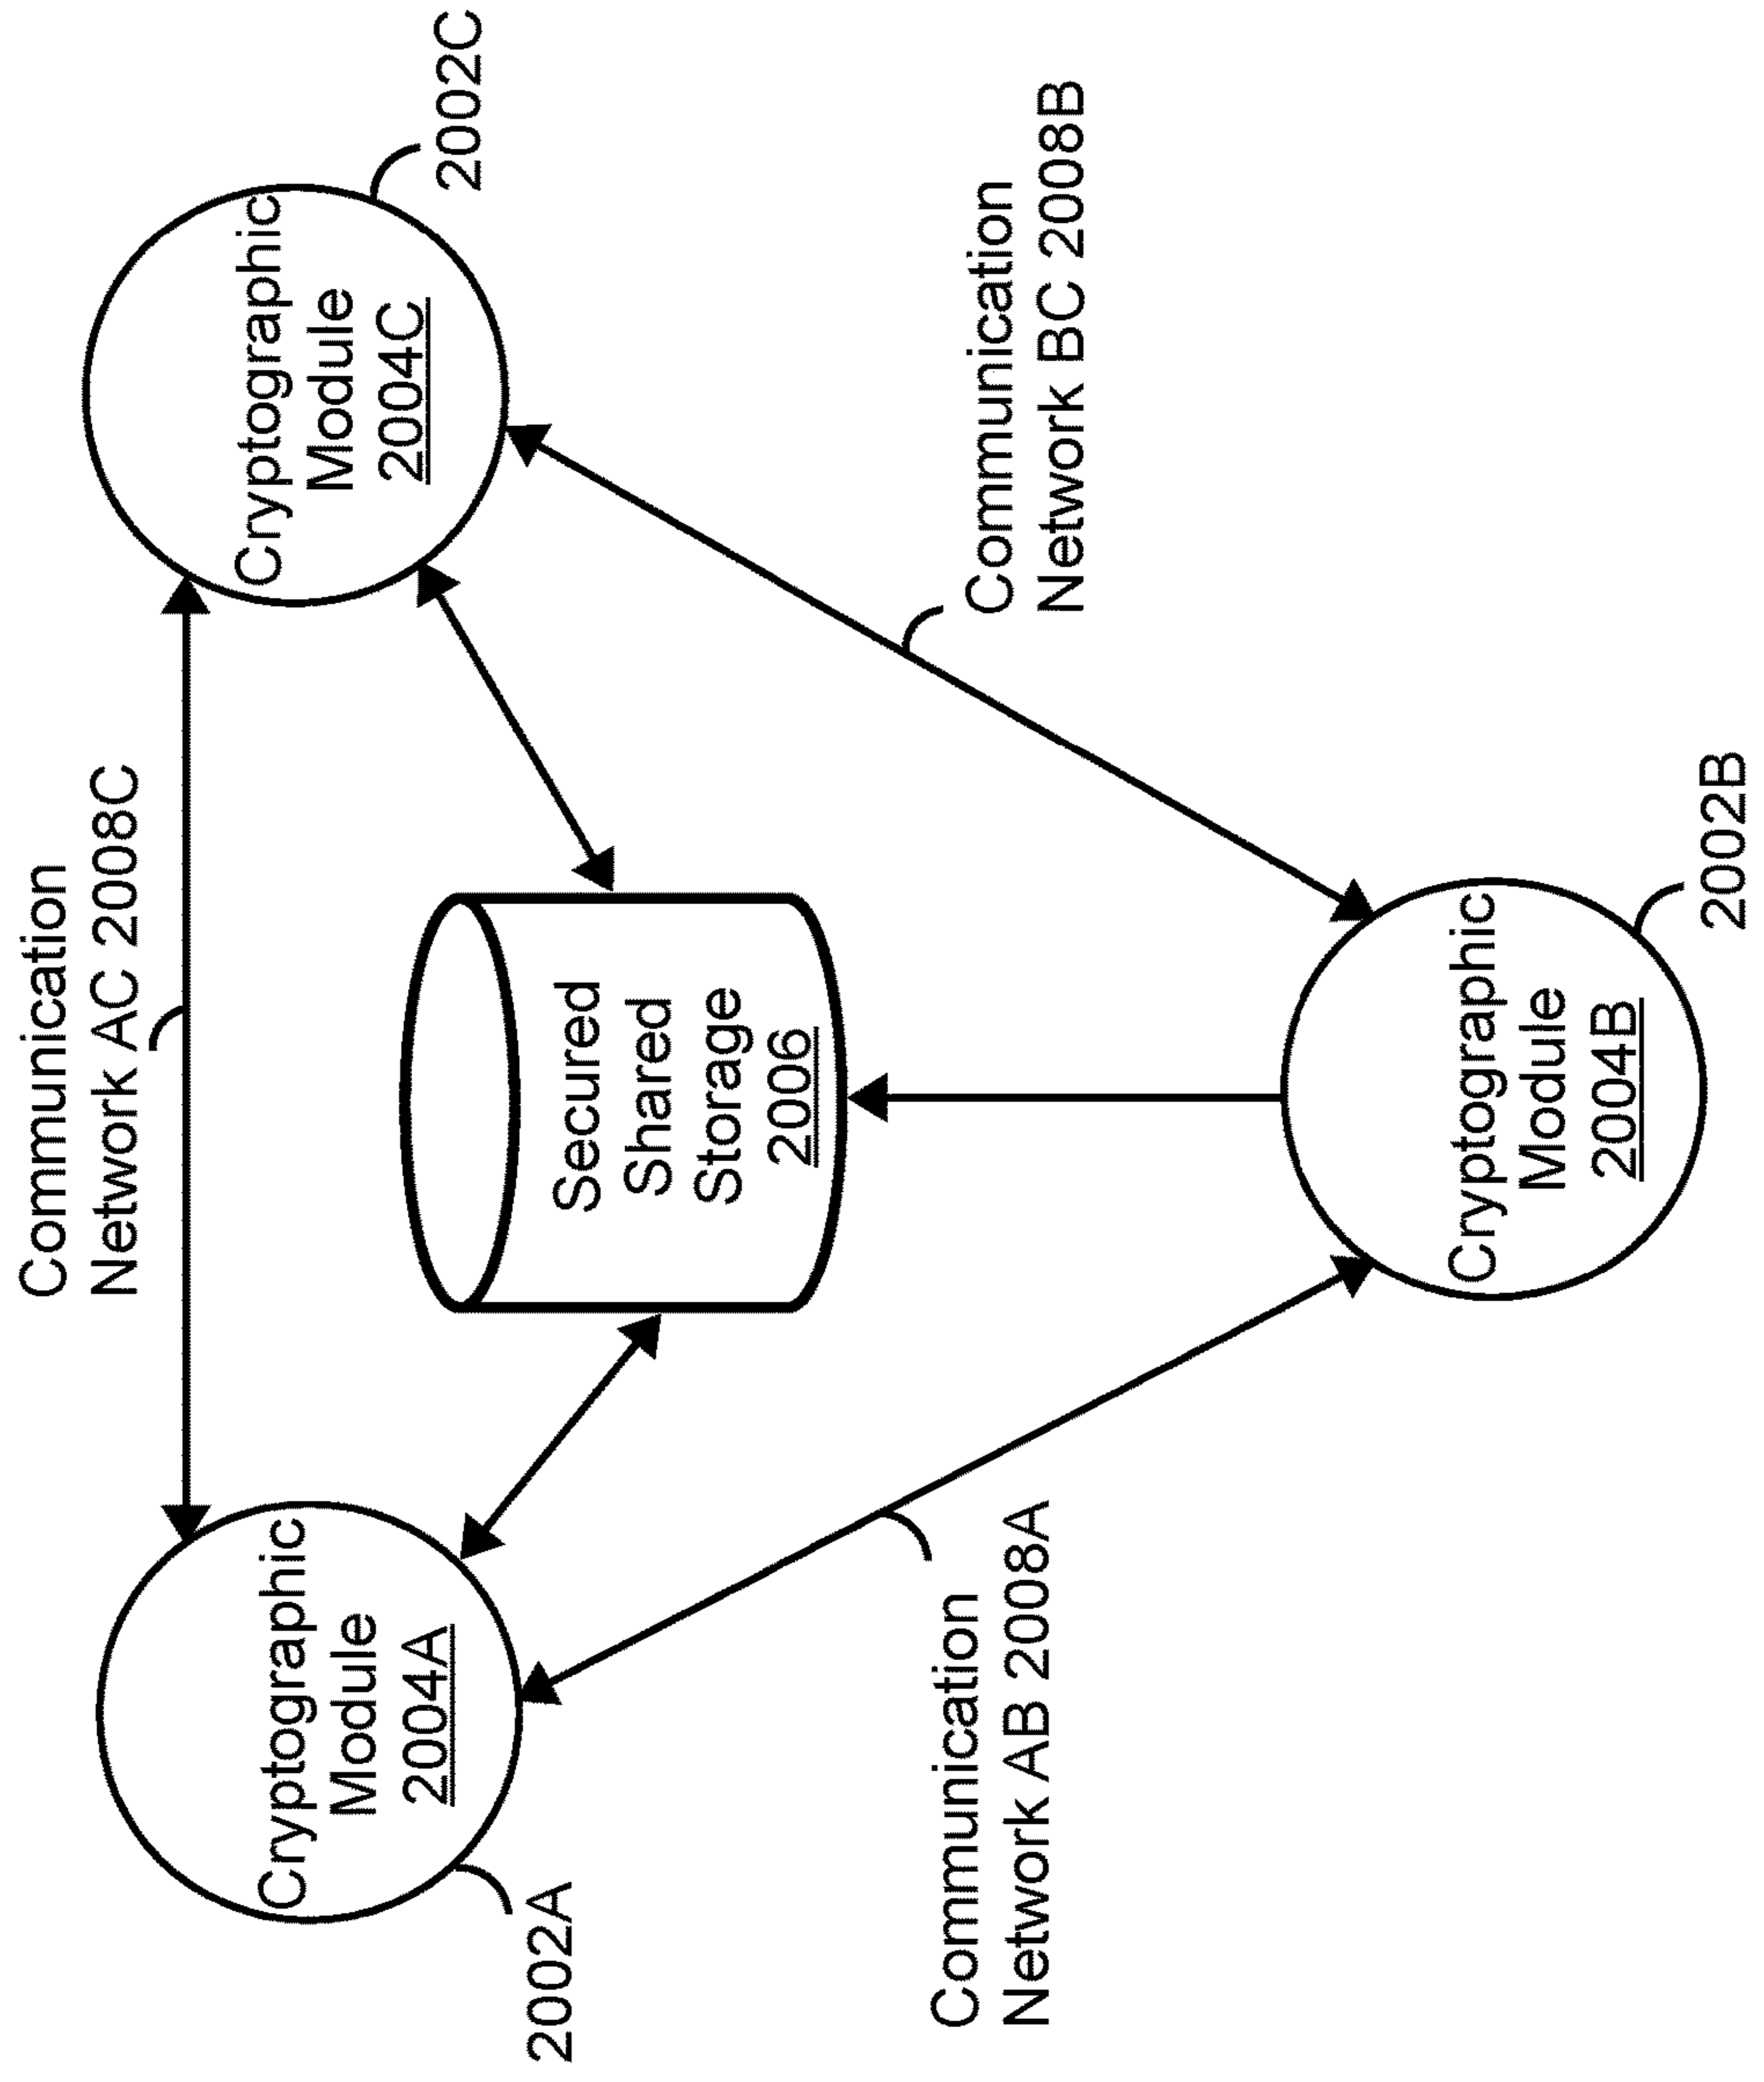 Communication
Network AC 2008C
2002A
Cryptographic
Module
2004A
Secured
Shared
Storage
2006
Cryptographic
Module
2004C
2002C
Communication
Network AB 2008A
Communication
Network BC 2008B
Cryptographic
Module
2004B
2002B